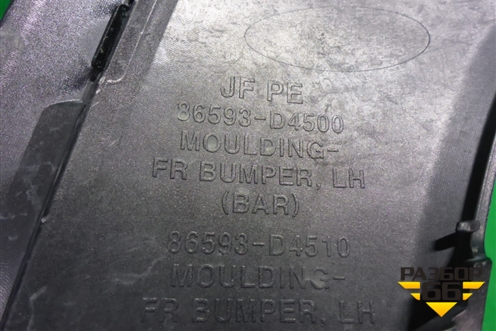 JF PE
86593-D4500
MOULDING-
FR BUMPER, LH
(BAR)
86593-D4510
MOULDING-
FR BUMPER, LH
РАЗБОР
66